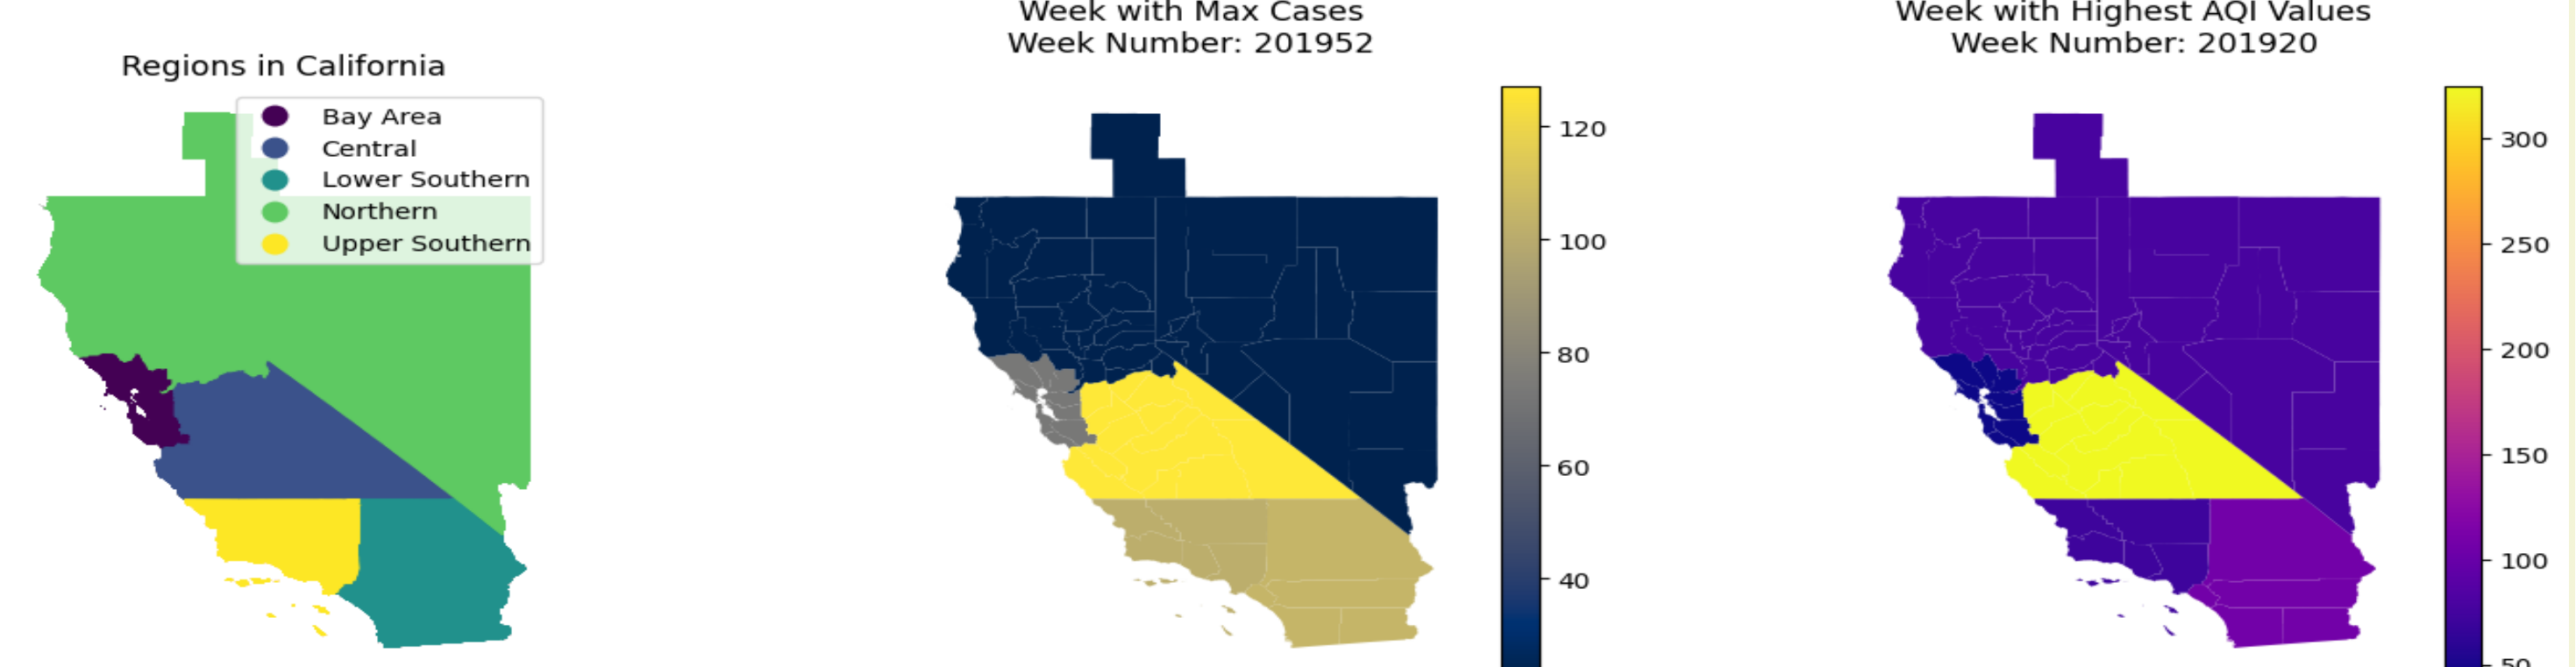 Regions in California
Bay Area
Central
Lower Southern
Northern
Upper Southern
Week with Max Cases
Week Number: 201952
120
100
80
60
40
Week with Highest AQI Values
Week Number: 201920
300
250
200
150
100
50